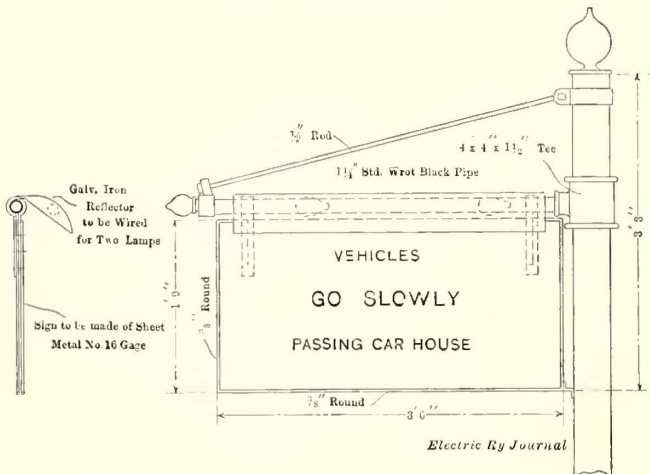 ½" Rod
4" x 4" x 1½" Tee
1¼" Std. Wrot Black Pipe
Galv. Iron
Reflector
to be Wired
for Two Lamps
3'3"
VEHICLES
GO SLOWLY
PASSING CAR HOUSE
1'9"
⅜" Round
Sign to be made of Sheet
Metal No. 16 Gage
⅜" Round
3'0"
Electric Ry Journal